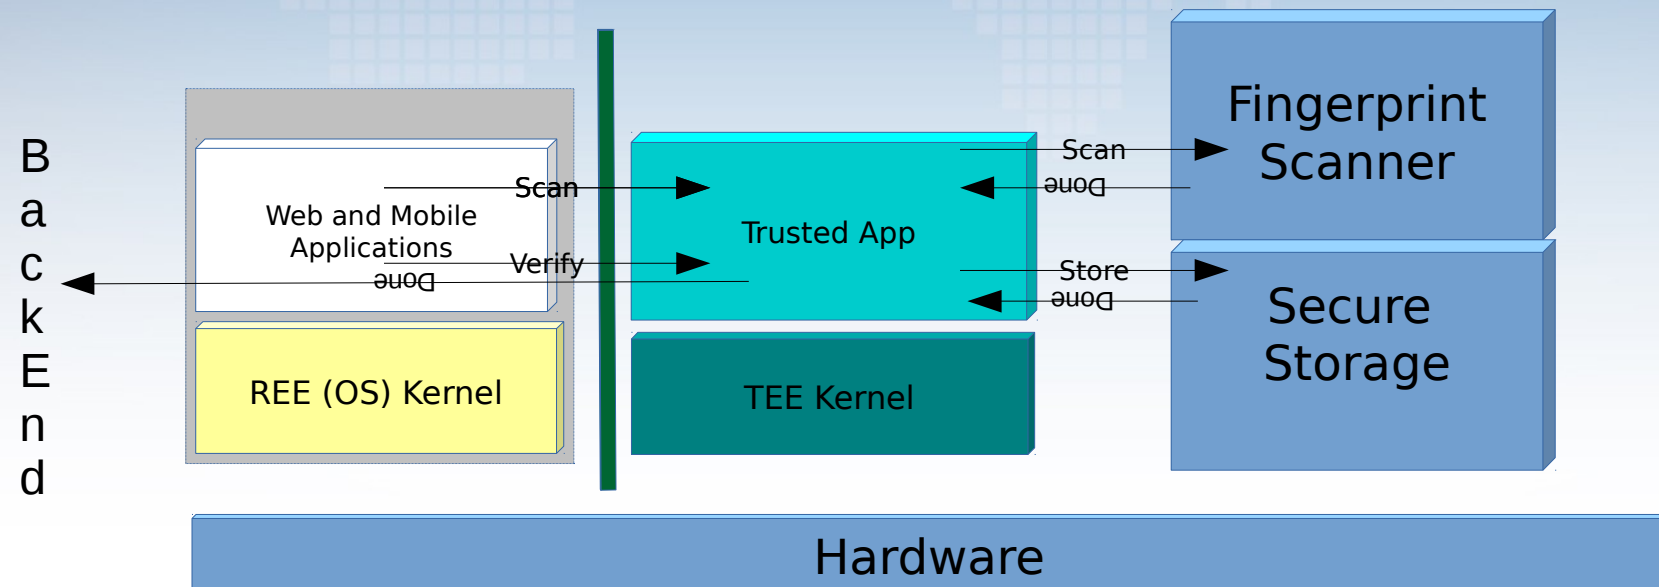 BackEnd
Web and Mobile
Applications
REE (OS) Kernel
Scan
Verify
Done
Trusted App
TEE Kernel
Scan
Done
Store
Done
Fingerprint
Scanner
Secure
Storage
Hardware